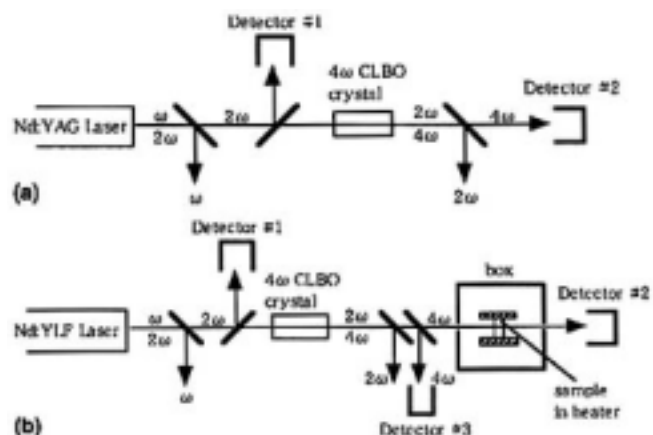 Detector #1
4ω CLBO
crystal
Detector #2
Nd:YAG Laser
ω
2ω
2ω
2ω
4ω
4ω
ω
2ω
(a)
Detector #1
4ω CLBO
crystal
box
Detector #2
Nd:YLF Laser
ω
2ω
2ω
2ω
4ω
4ω
ω
2ω
4ω
sample
in heater
Detector #3
(b)